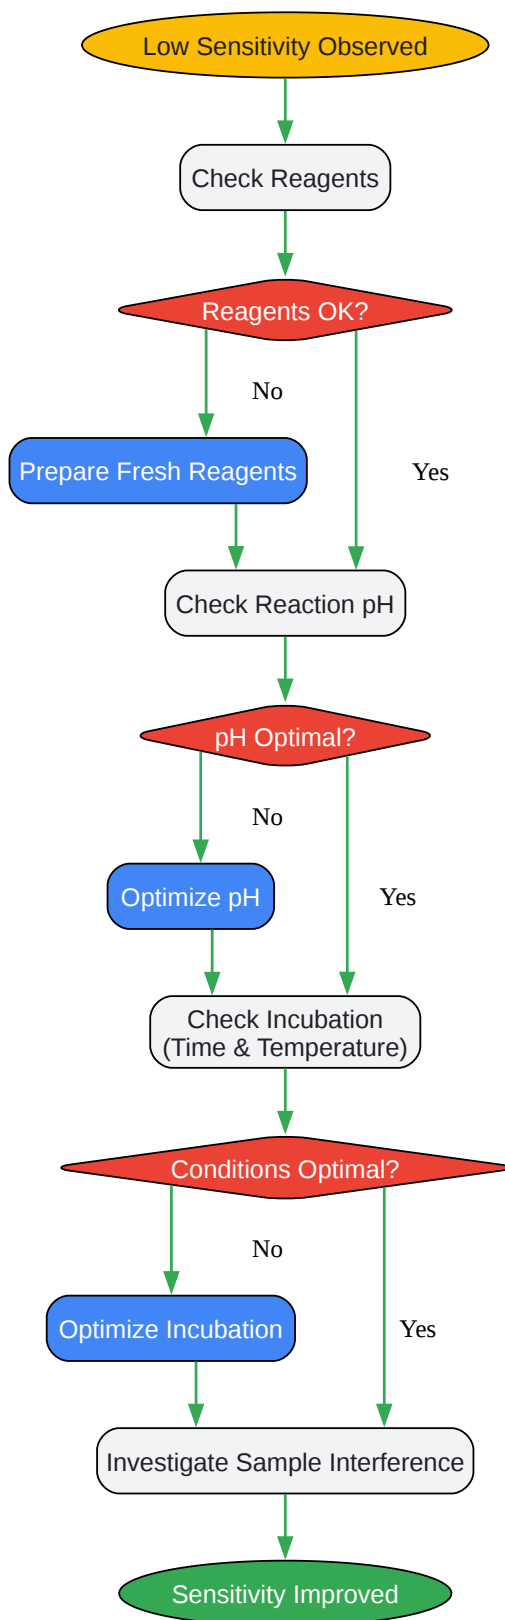 Low Sensitivity Observed
Check Reagents
Reagents OK?
No
Prepare Fresh Reagents
Yes
Check Reaction pH
pH Optimal?
No
Optimize pH
Yes
Check Incubation
(Time & Temperature)
Conditions Optimal?
No
Optimize Incubation
Yes
Investigate Sample Interference
Sensitivity Improved